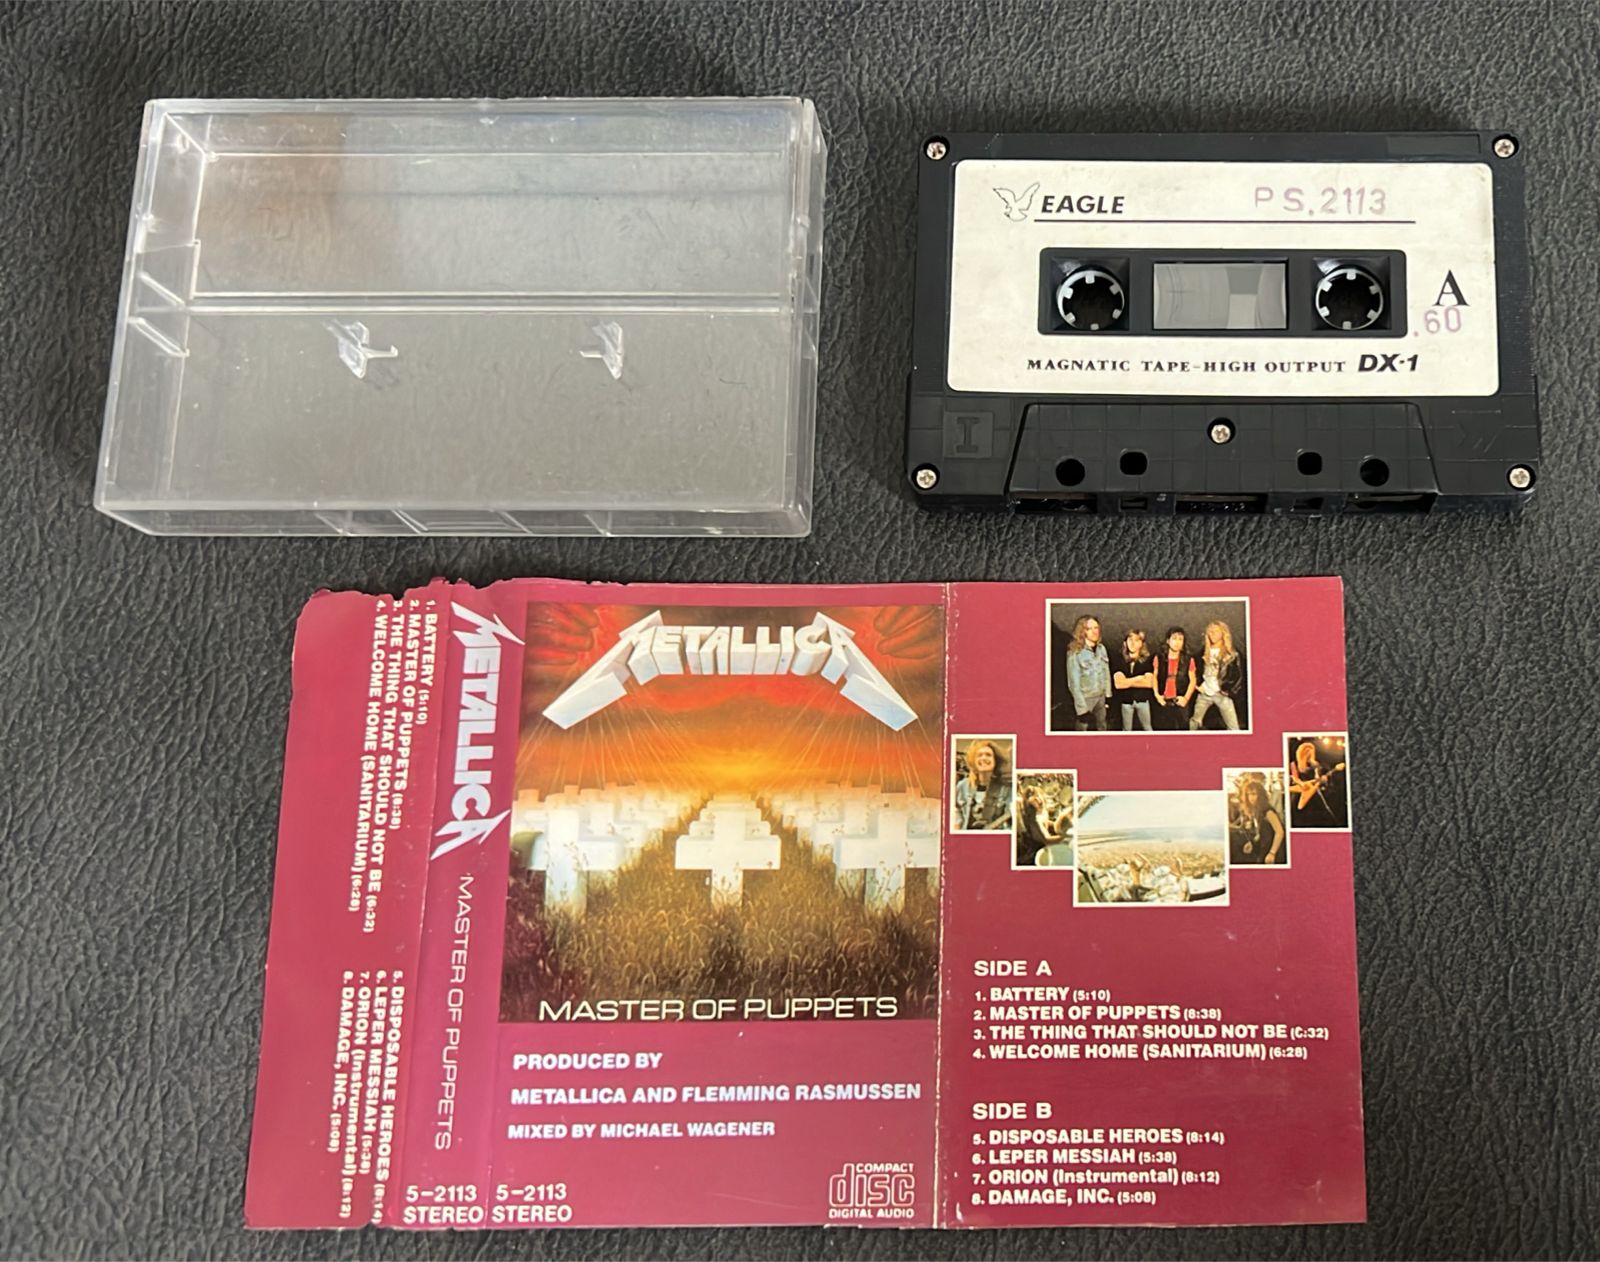 EAGLE
PS.2113
A
.60
MAGNATIC TAPE-HIGH OUTPUT DX-1
I
1. BATTERY (5:10)
2. MASTER OF PUPPETS (8:38)
3. THE THING THAT SHOULD NOT BE (6:32)
4. WELCOME HOME (SANITARIUM) (6:28)
5. DISPOSABLE HEROES (8:14)
6. LEPER MESSIAH (5:38)
7. ORION (Instrumental) (8:12)
8. DAMAGE, INC. (5:08)
METALLICA
MASTER OF PUPPETS
5-2113
STEREO
METALLICA
MASTER OF PUPPETS
PRODUCED BY
METALLICA AND FLEMMING RASMUSSEN
MIXED BY MICHAEL WAGENER
5-2113
STEREO
COMPACT
disc
DIGITAL AUDIO
SIDE A
1. BATTERY (5:10)
2. MASTER OF PUPPETS (8:38)
3. THE THING THAT SHOULD NOT BE (C:32)
4. WELCOME HOME (SANITARIUM) (6:28)
SIDE B
5. DISPOSABLE HEROES (8:14)
6. LEPER MESSIAH (5:38)
7. ORION (Instrumental) (8:12)
8. DAMAGE, INC. (5:08)